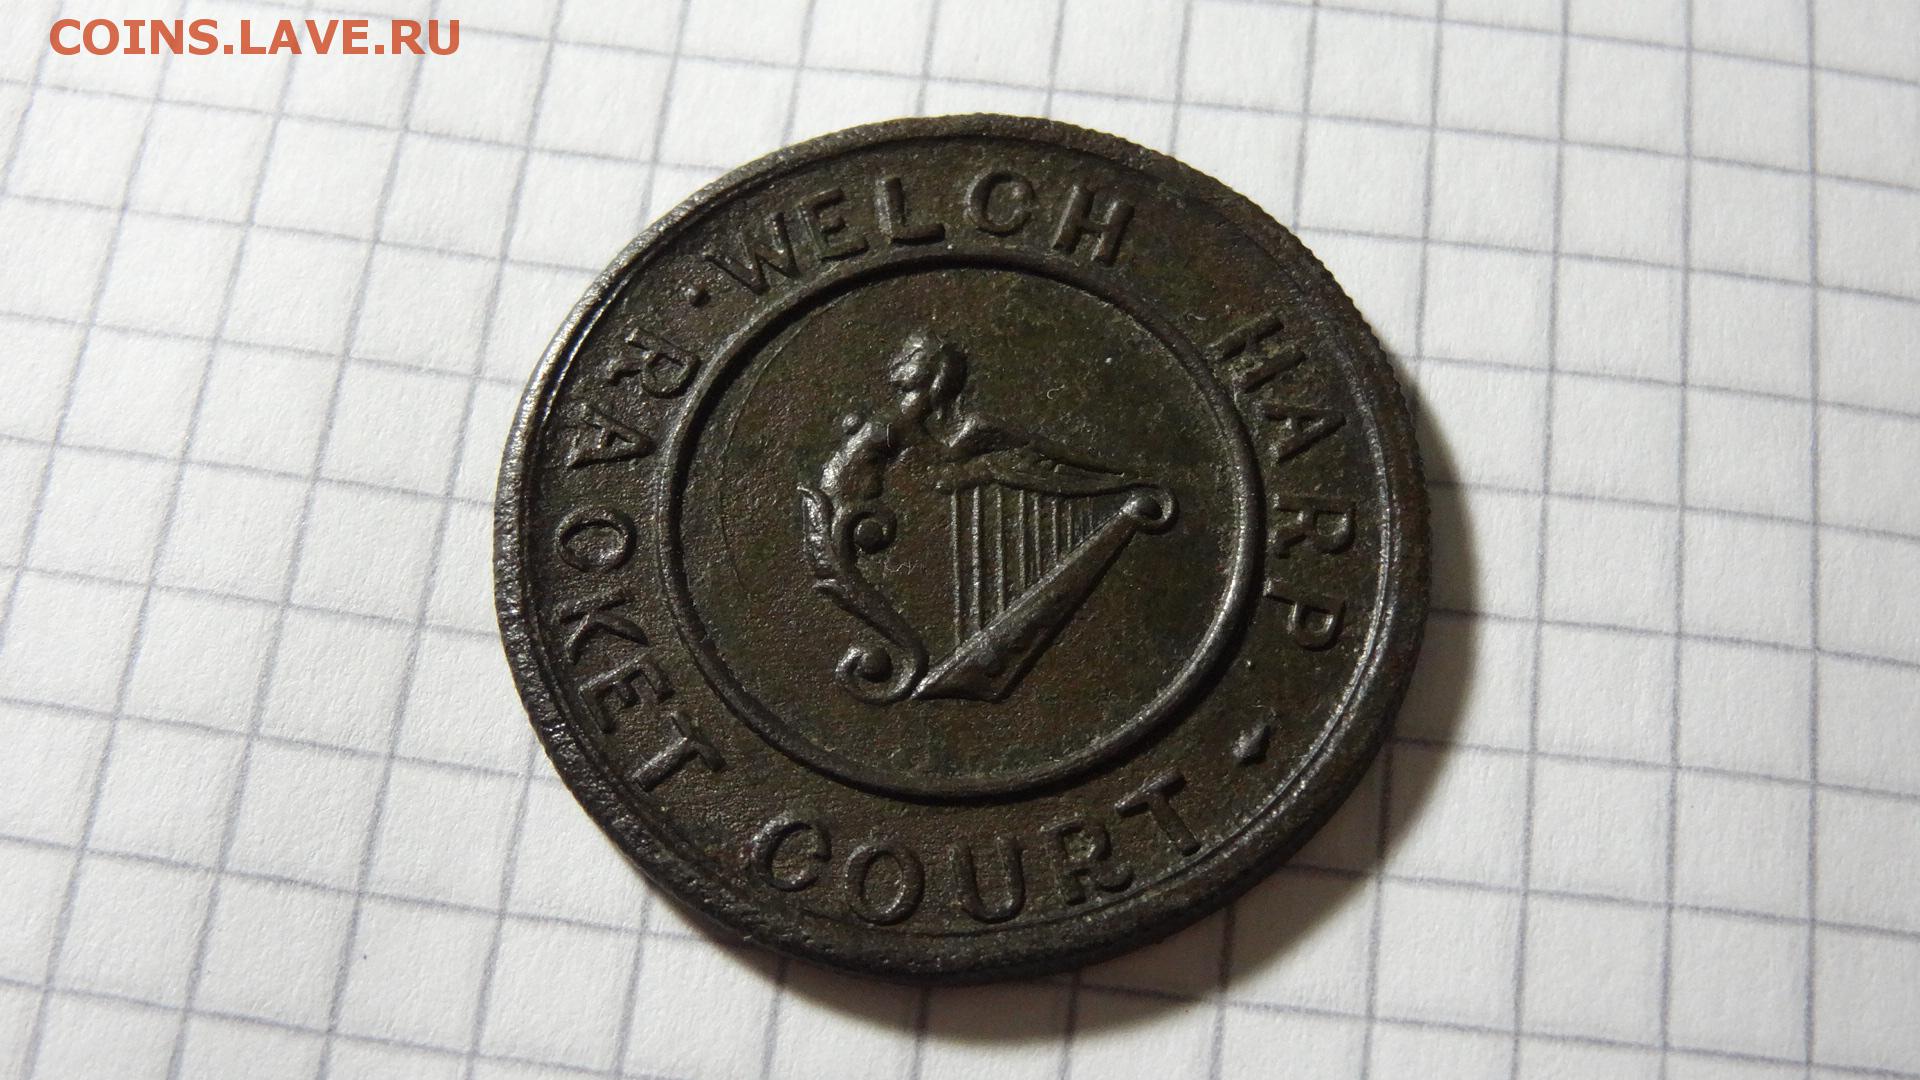 COINS.LAVE.RU
· WELCH HARP ·
RACKET COURT